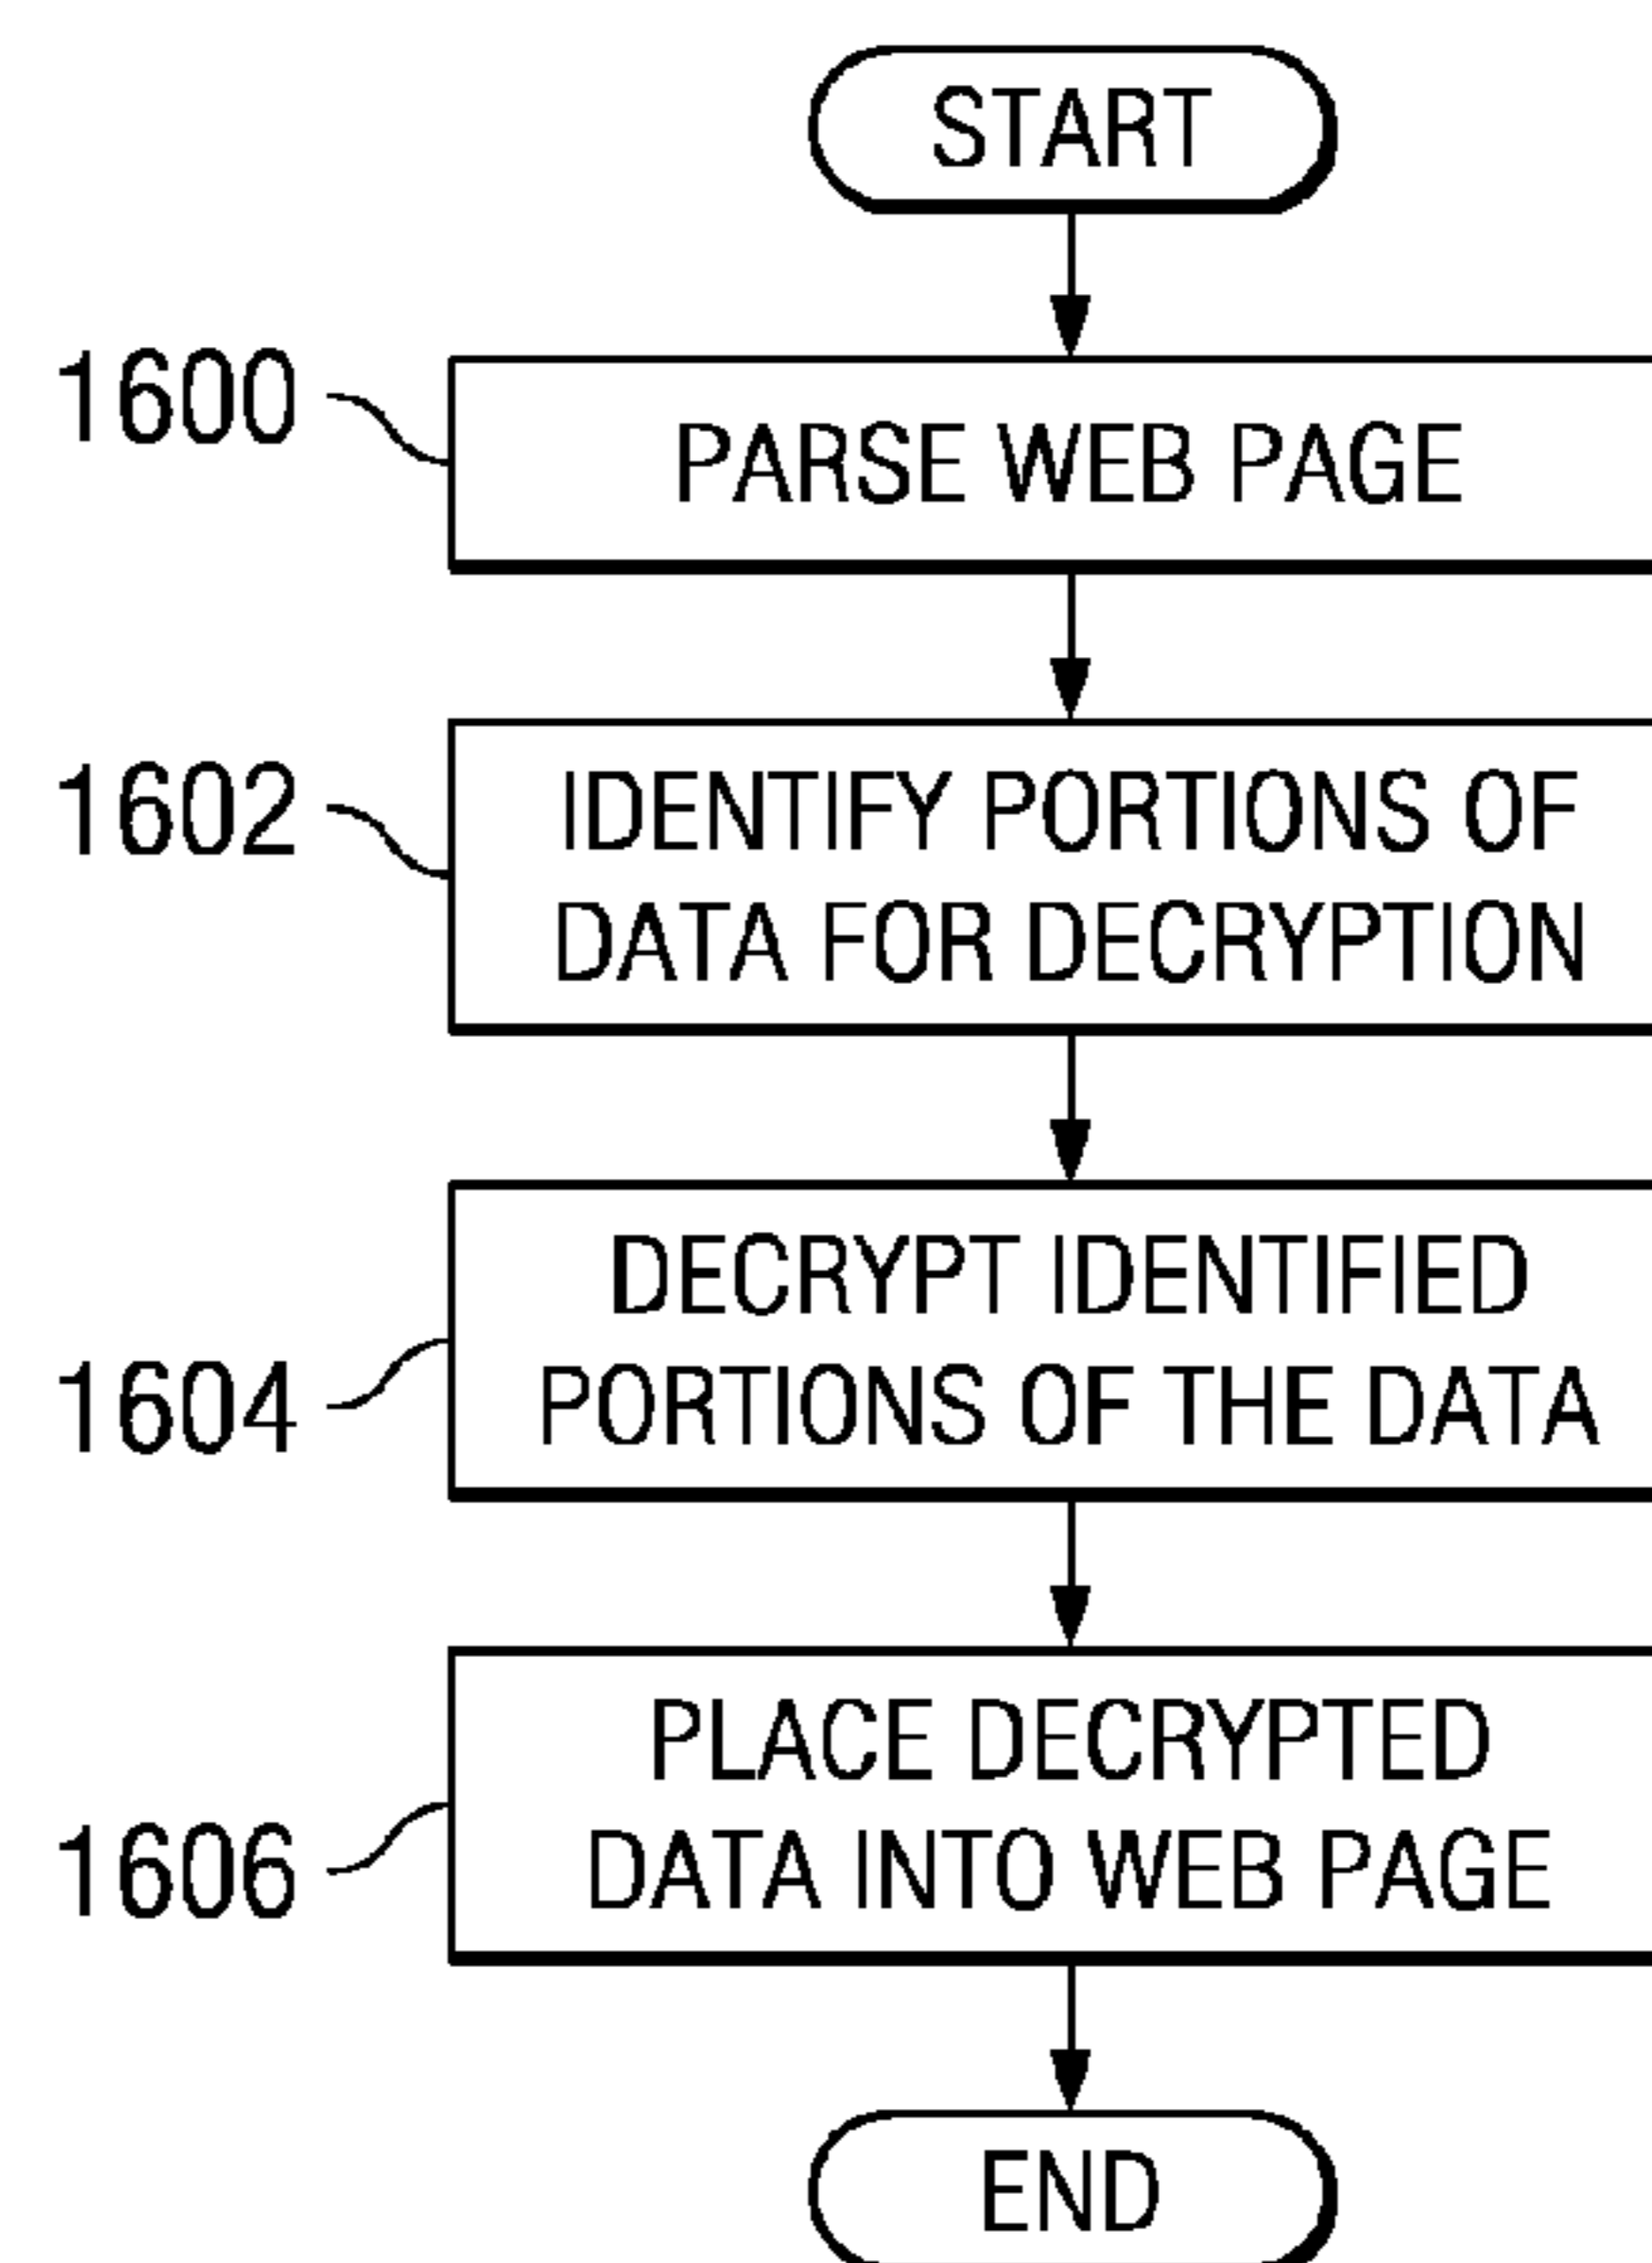 START
1600
PARSE WEB PAGE
1602
IDENTIFY PORTIONS OF
DATA FOR DECRYPTION
1604
DECRYPT IDENTIFIED
PORTIONS OF THE DATA
1606
PLACE DECRYPTED
DATA INTO WEB PAGE
END